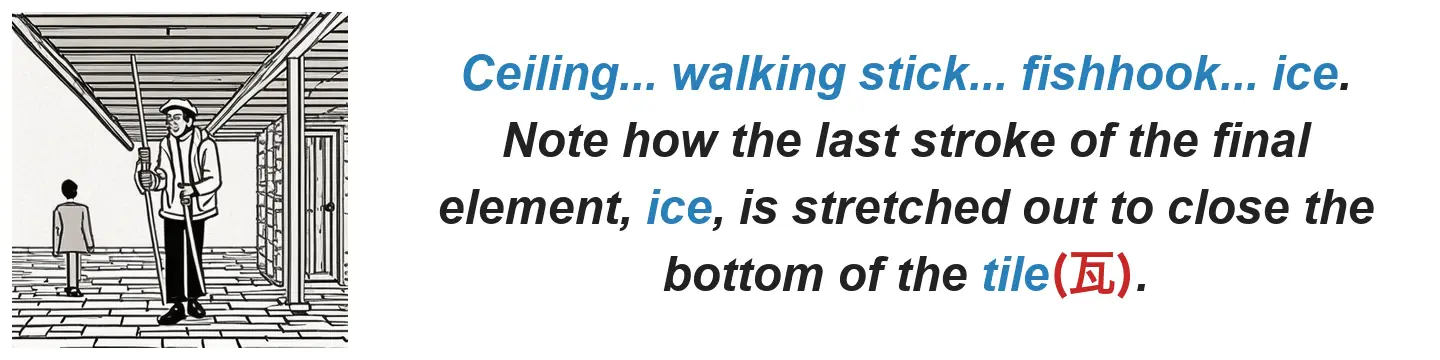 Ceiling... walking stick... fishhook... ice.
Note how the last stroke of the final
element, ice, is stretched out to close the
bottom of the tile(瓦).